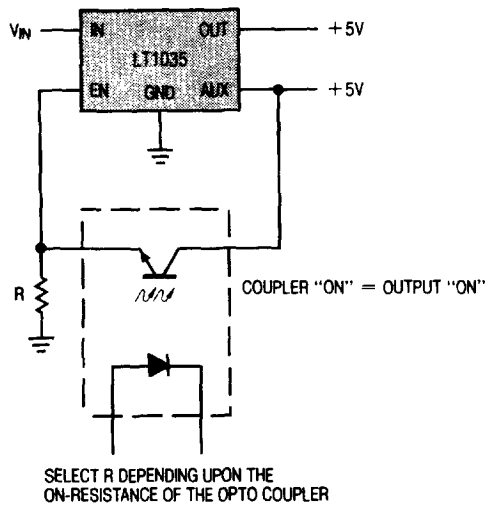 V_IN IN OUT +5V
LT1035
EN GND AUX +5V
R
COUPLER "ON" = OUTPUT "ON"
SELECT R DEPENDING UPON THE
ON-RESISTANCE OF THE OPTO COUPLER